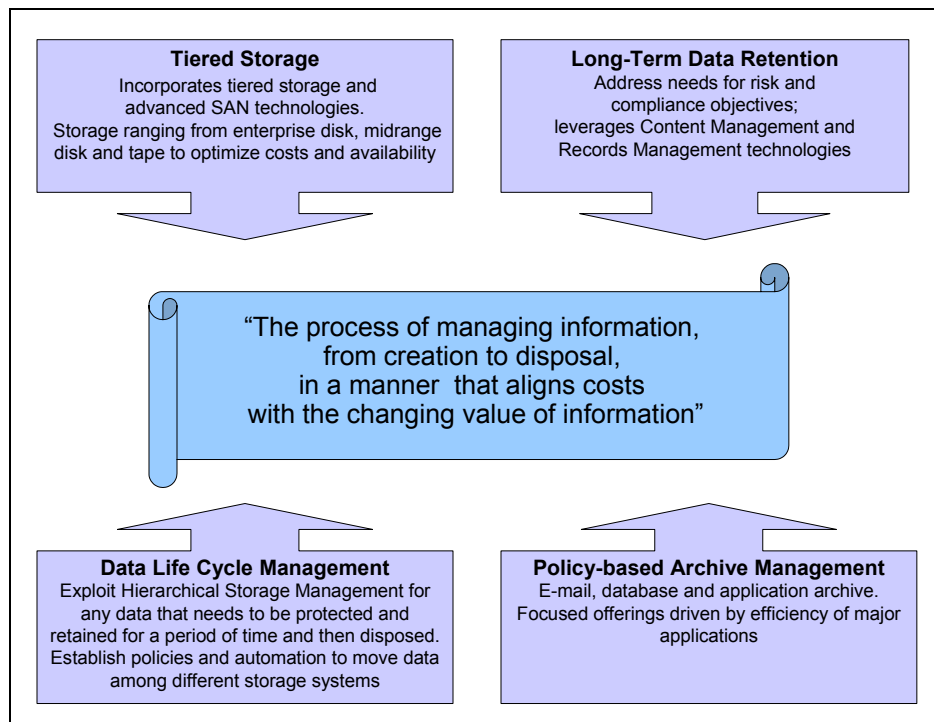 Tiered Storage
Incorporates tiered storage and
advanced SAN technologies.
Storage ranging from enterprise disk, midrange
disk and tape to optimize costs and availability
Long-Term Data Retention
Address needs for risk and
compliance objectives;
leverages Content Management and
Records Management technologies
“The process of managing information,
from creation to disposal,
in a manner that aligns costs
with the changing value of information”
Data Life Cycle Management
Exploit Hierarchical Storage Management for
any data that needs to be protected and
retained for a period of time and then disposed.
Establish policies and automation to move data
among different storage systems
Policy-based Archive Management
E-mail, database and application archive.
Focused offerings driven by efficiency of major
applications